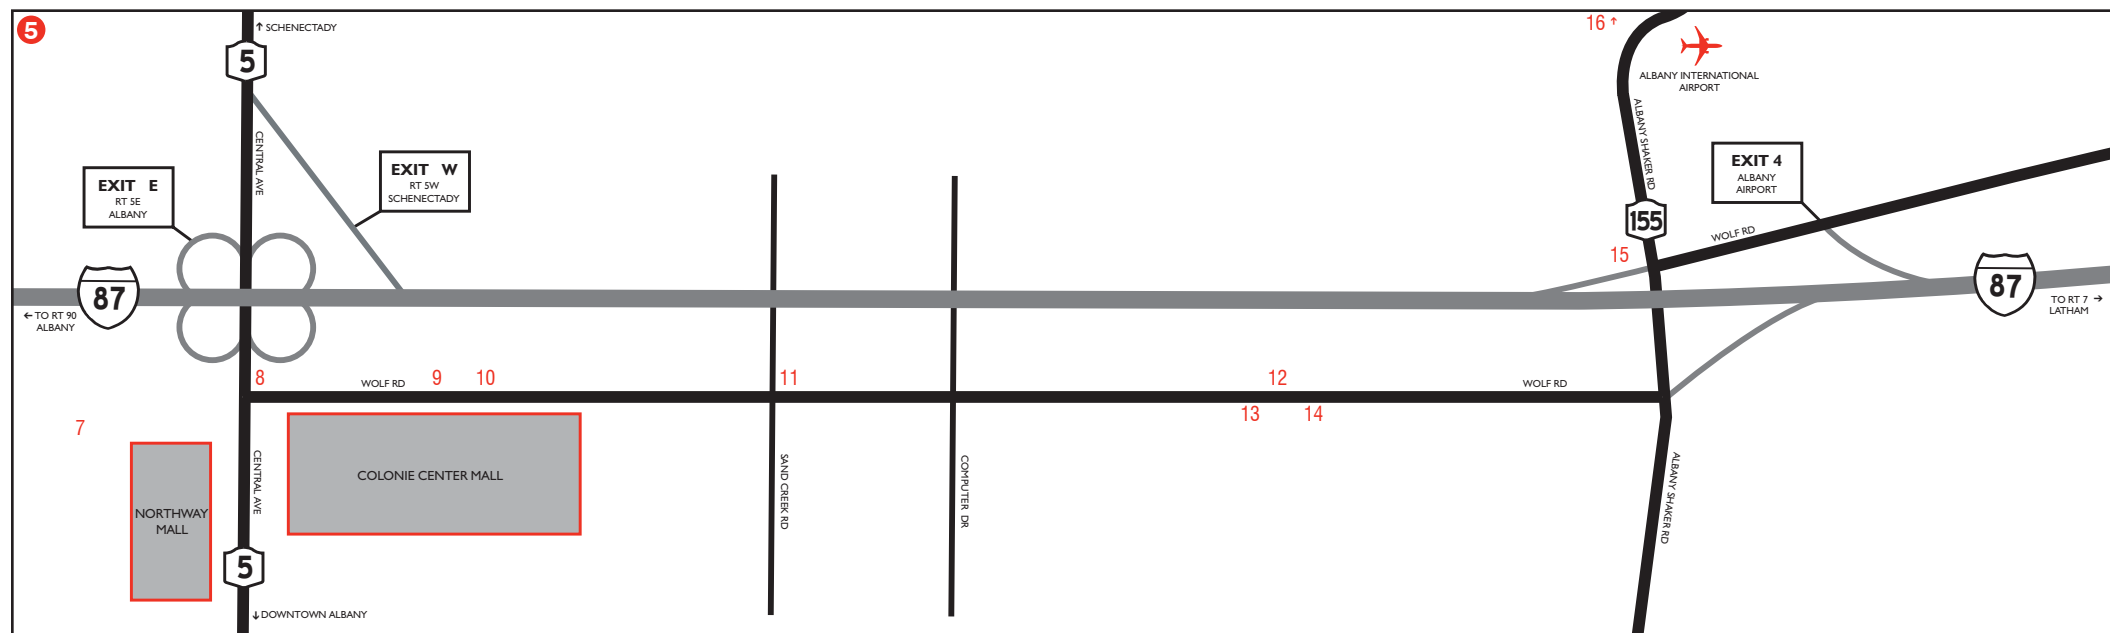 5
↑ SCHENECTADY
5
CENTRAL AVE
EXIT E
RT 5E
ALBANY
EXIT W
RT 5W
SCHENECTADY
16 ↑
ALBANY INTERNATIONAL
AIRPORT
ALBANY SHAKER RD
EXIT 4
ALBANY
AIRPORT
155
WOLF RD
15
87
← TO RT 90
ALBANY
87
TO RT 7 →
LATHAM
8
WOLF RD
9
10
11
12
WOLF RD
13
14
7
NORTHWAY
MALL
CENTRAL AVE
COLONIE CENTER MALL
SAND CREEK RD
COMPUTER DR
ALBANY SHAKER RD
5
↓ DOWNTOWN ALBANY